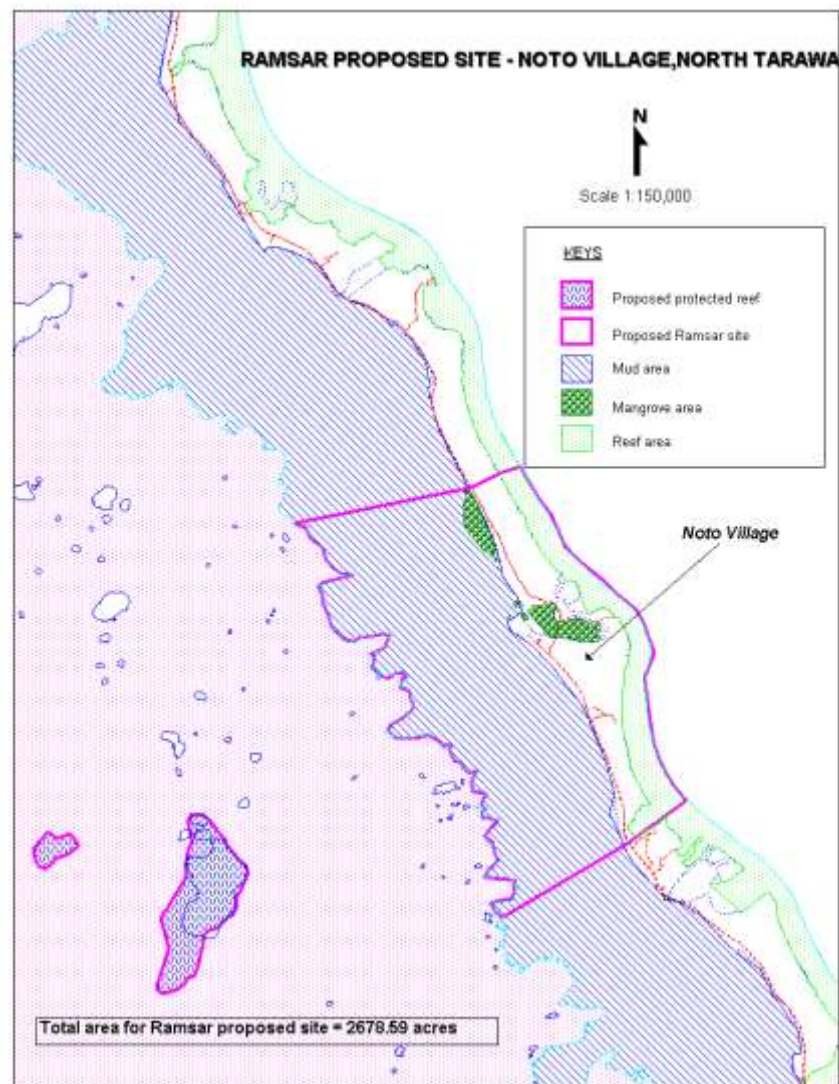 RAMSAR PROPOSED SITE - NOTO VILLAGE,NORTH TARAWA
N
Scale 1:150,000
KEYS
Proposed protected reef
Proposed Ramsar site
Mud area
Mangrove area
Reef area
Noto Village
Total area for Ramsar proposed site = 2678.59 acres